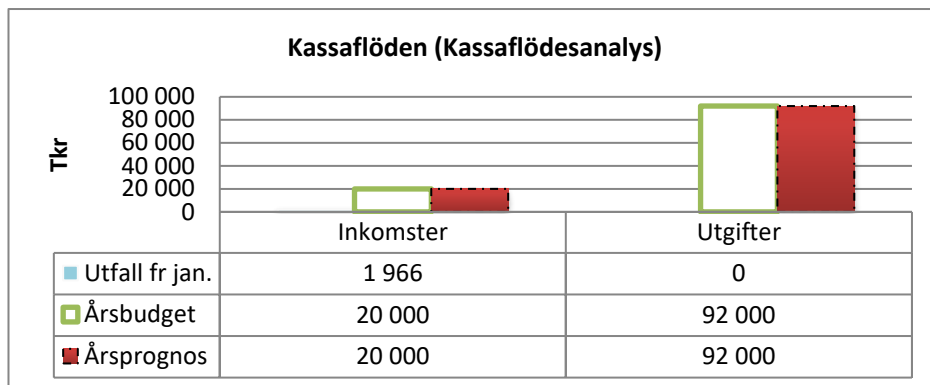 Kassaflöden (Kassaflödesanalys)
Tkr
100 000
80 000
60 000
40 000
20 000
0
Inkomster Utgifter
Utfall fr jan. 1 966 0
Årsbudget 20 000 92 000
Årsprognos 20 000 92 000